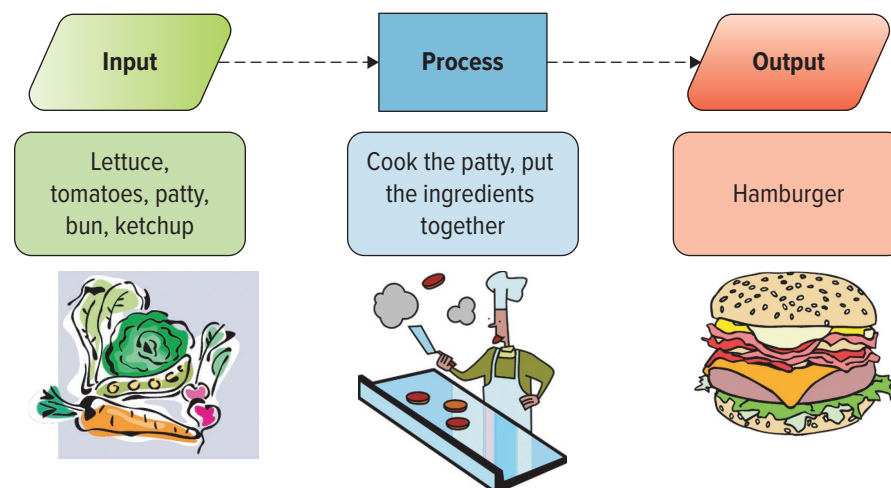 Input
Process
Output
Lettuce,
tomatoes, patty,
bun, ketchup
Cook the patty, put
the ingredients
together
Hamburger